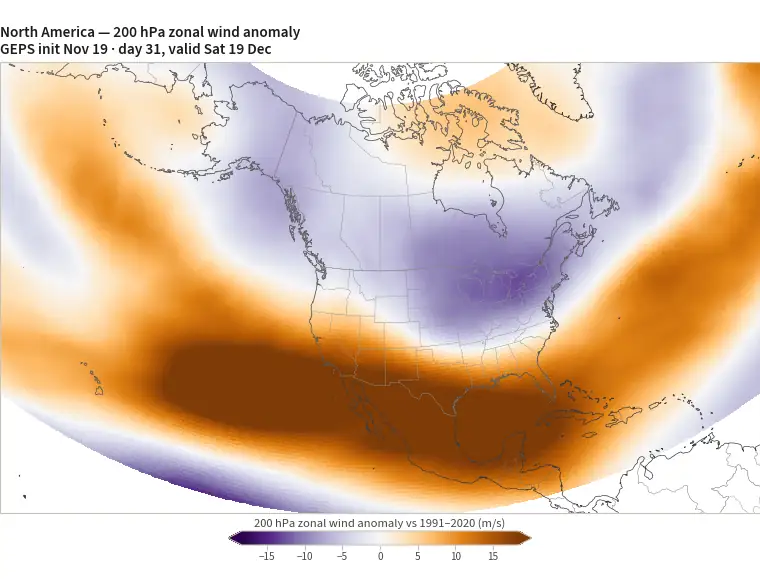 North America — 200 hPa zonal wind anomaly
GEPS init Nov 19 · day 31, valid Sat 19 Dec
200 hPa zonal wind anomaly vs 1991–2020 (m/s)
−15 −10 −5 0 5 10 15